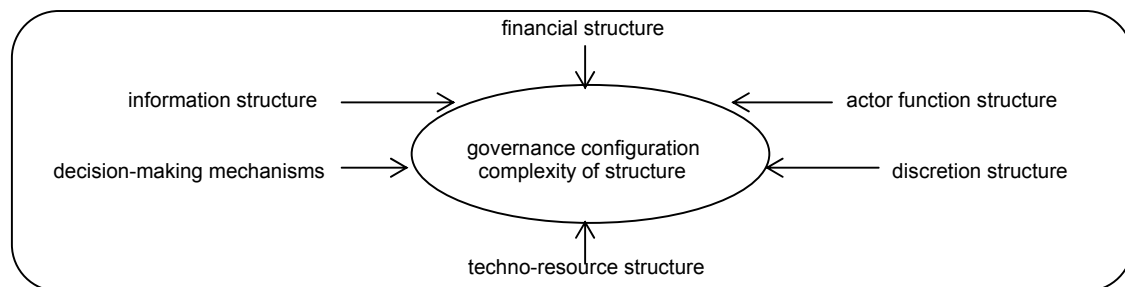 financial structure
information structure
actor function structure
governance configuration
complexity of structure
decision-making mechanisms
discretion structure
techno-resource structure